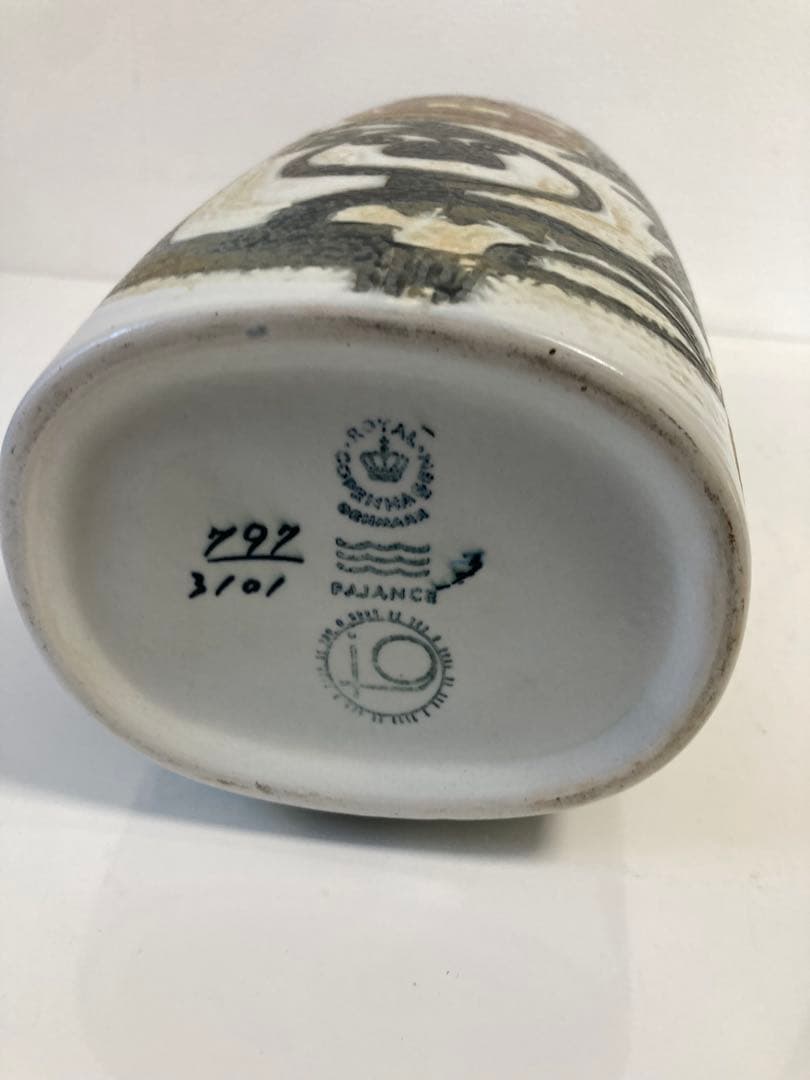 ROYAL
COPENHAGEN
DENMARK
797
3101
FAJANCE